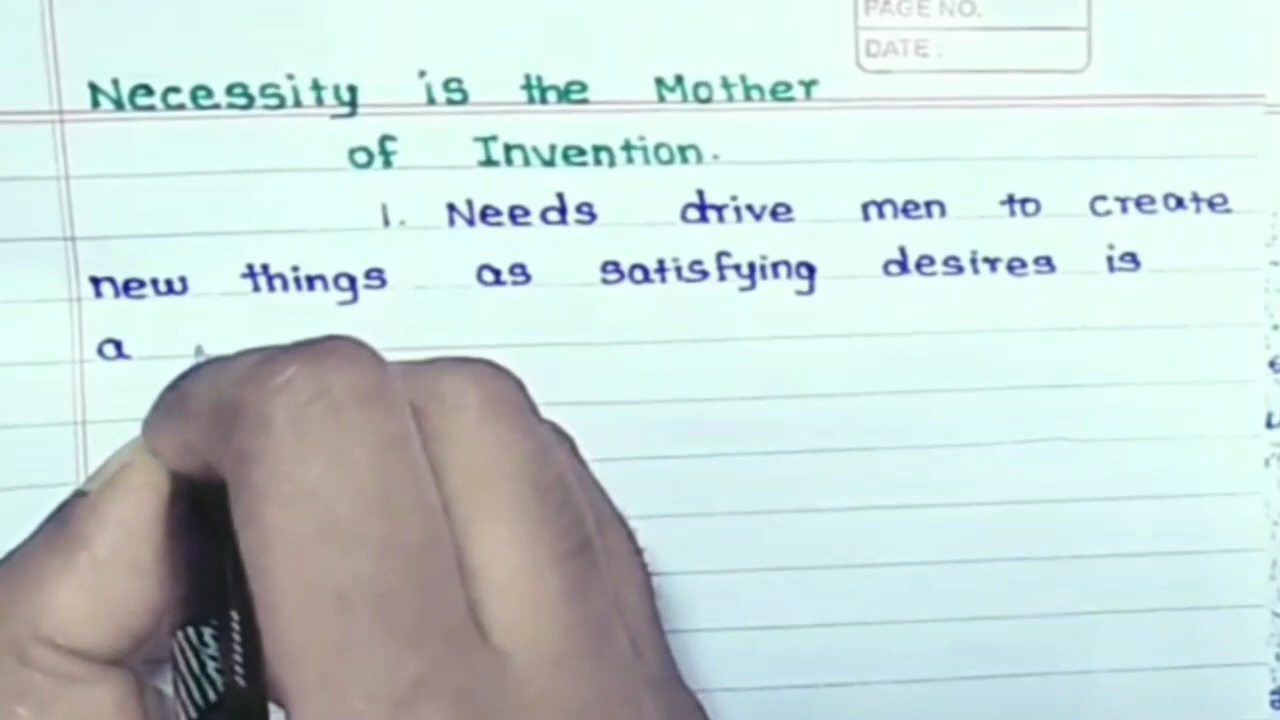 PAGE NO.
DATE :
Necessity is the Mother
of Invention.
1. Needs drive men to create
new things as satisfying desires is
a